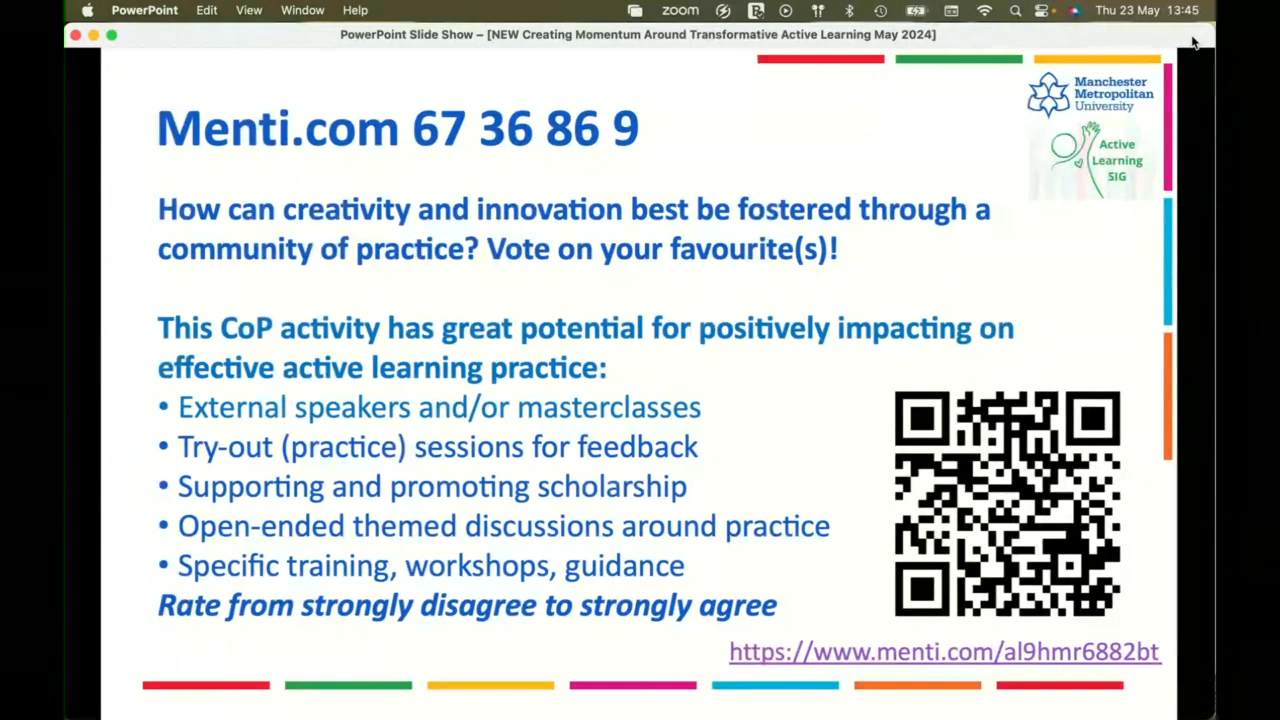 PowerPoint Edit View Window Help zoom Thu 23 May 13:45
PowerPoint Slide Show – [NEW Creating Momentum Around Transformative Active Learning May 2024]
Manchester
Metropolitan
University
Active
Learning
SIG
Menti.com 67 36 86 9
How can creativity and innovation best be fostered through a
community of practice? Vote on your favourite(s)!
This CoP activity has great potential for positively impacting on
effective active learning practice:
• External speakers and/or masterclasses
• Try-out (practice) sessions for feedback
• Supporting and promoting scholarship
• Open-ended themed discussions around practice
• Specific training, workshops, guidance
Rate from strongly disagree to strongly agree
https://www.menti.com/al9hmr6882bt